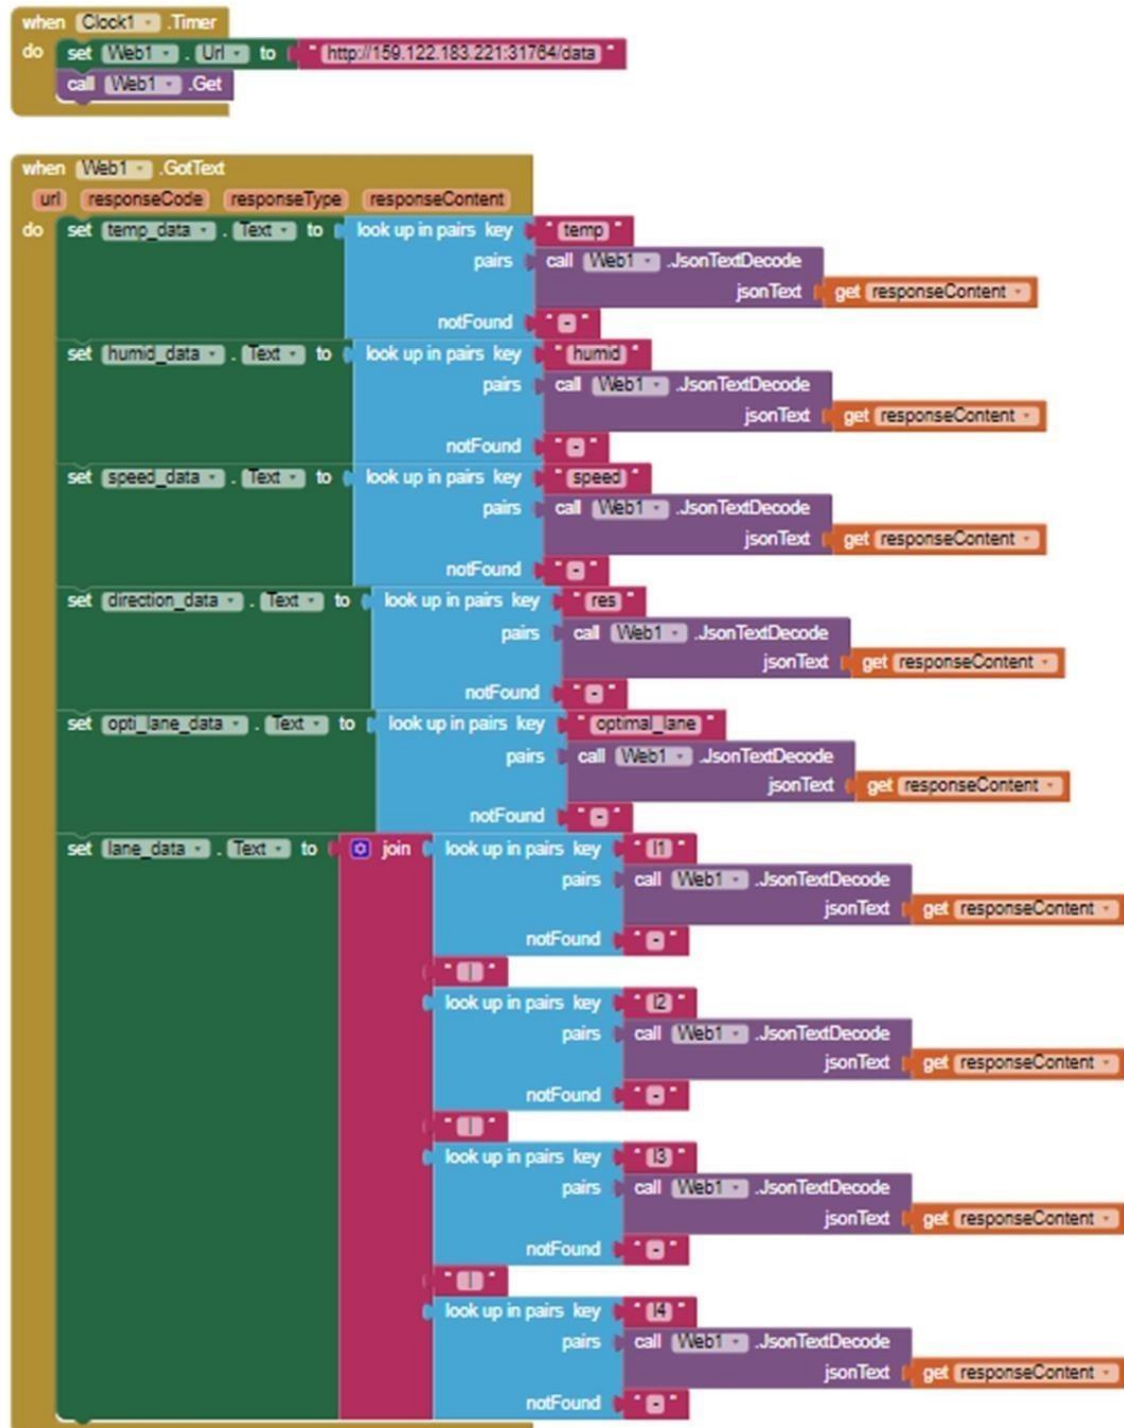 when Clock1 .Timer
do set Web1 . Url to " http://159.122.183.221:31764/data "
call Web1 .Get
when Web1 .GotText
url responseCode responseType responseContent
do set temp_data . Text to look up in pairs key " temp "
pairs call Web1 .JsonTextDecode
jsonText get responseContent
notFound " - "
set humid_data . Text to look up in pairs key " humid "
pairs call Web1 .JsonTextDecode
jsonText get responseContent
notFound " - "
set speed_data . Text to look up in pairs key " speed "
pairs call Web1 .JsonTextDecode
jsonText get responseContent
notFound " - "
set direction_data . Text to look up in pairs key " res "
pairs call Web1 .JsonTextDecode
jsonText get responseContent
notFound " - "
set opti_lane_data . Text to look up in pairs key " optimal_lane "
pairs call Web1 .JsonTextDecode
jsonText get responseContent
notFound " - "
set lane_data . Text to join look up in pairs key " l1 "
pairs call Web1 .JsonTextDecode
jsonText get responseContent
notFound " - "
" | "
look up in pairs key " l2 "
pairs call Web1 .JsonTextDecode
jsonText get responseContent
notFound " - "
" | "
look up in pairs key " l3 "
pairs call Web1 .JsonTextDecode
jsonText get responseContent
notFound " - "
" | "
look up in pairs key " l4 "
pairs call Web1 .JsonTextDecode
jsonText get responseContent
notFound " - "